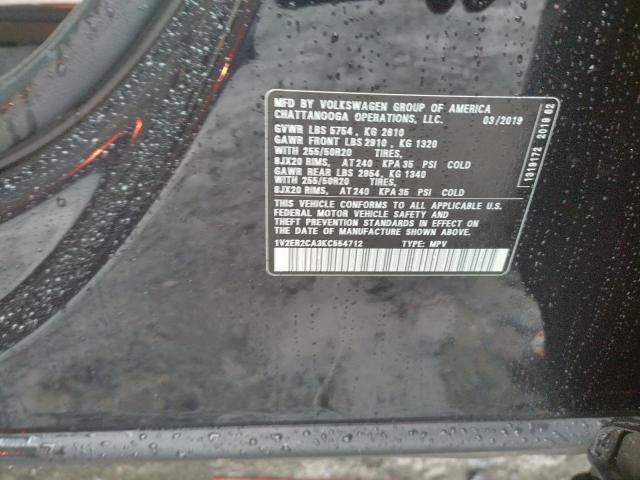 MFD BY VOLKSWAGEN GROUP OF AMERICA
CHATTANOOGA OPERATIONS, LLC. 03/2019
GVWR LBS 5754, KG 2610
GAWR FRONT LBS 2910, KG 1320
WITH 255/50R20 TIRES,
8JX20 RIMS, AT 240 KPA 35 PSI COLD
GAWR REAR LBS 2954, KG 1340
WITH 255/50R20 TIRES,
8JX20 RIMS, AT 240 KPA 35 PSI COLD
THIS VEHICLE CONFORMS TO ALL APPLICABLE U.S.
FEDERAL MOTOR VEHICLE SAFETY AND
THEFT PREVENTION STANDARDS IN EFFECT ON
THE DATE OF MANUFACTURE SHOWN ABOVE
1V2ER2CA3KC554712 TYPE: MPV
1319172 2019 62